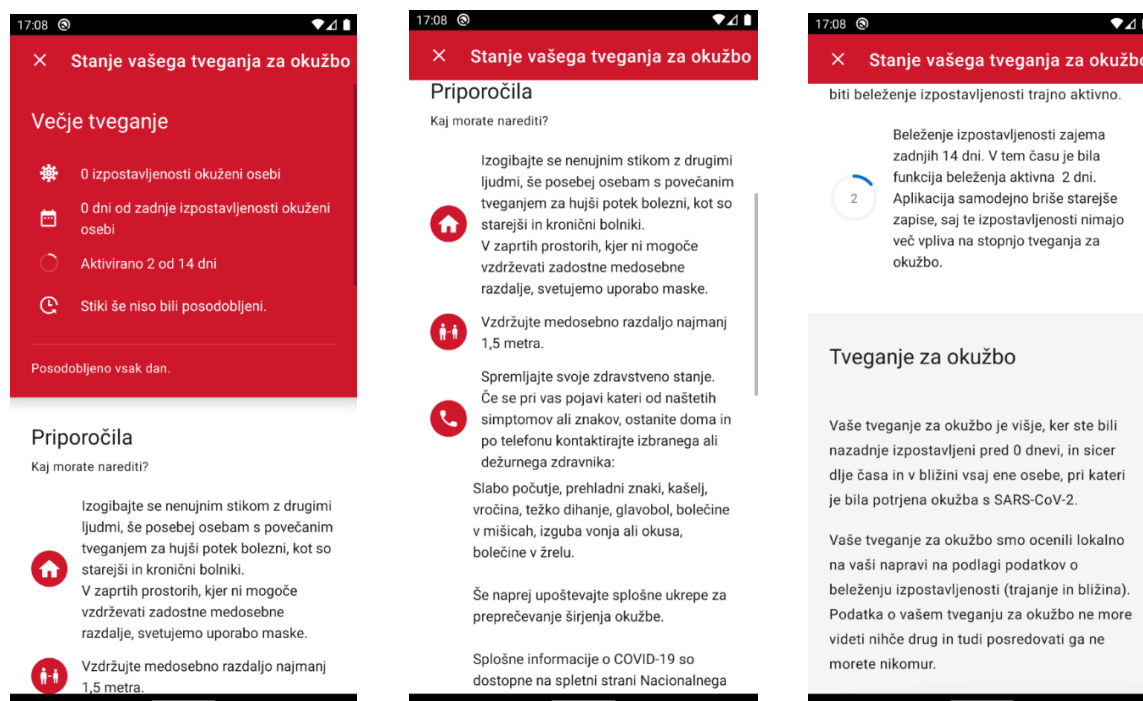 17:08
Stanje vašega tveganja za okužbo
Večje tveganje
0 izpostavljenosti okuženi osebi
0 dni od zadnje izpostavljenosti okuženi
osebi
Aktivirano 2 od 14 dni
Stiki še niso bili posodobljeni.
Posodobljeno vsak dan.
Priporočila
Kaj morate narediti?
Izogibajte se nenujnim stikom z drugimi
ljudmi, še posebej osebam s povečanim
tveganjem za hujši potek bolezni, kot so
starejši in kronični bolniki.
V zaprtih prostorih, kjer ni mogoče
vzdrževati zadostne medosebne
razdalje, svetujemo uporabo maske.
Vzdržujte medosebno razdaljo najmanj
1,5 metra.
17:08
Stanje vašega tveganja za okužbo
Priporočila
Kaj morate narediti?
Izogibajte se nenujnim stikom z drugimi
ljudmi, še posebej osebam s povečanim
tveganjem za hujši potek bolezni, kot so
starejši in kronični bolniki.
V zaprtih prostorih, kjer ni mogoče
vzdrževati zadostne medosebne
razdalje, svetujemo uporabo maske.
Vzdržujte medosebno razdaljo najmanj
1,5 metra.
Spremljajte svoje zdravstveno stanje.
Če se pri vas pojavi kateri od naštetih
simptomov ali znakov, ostanite doma in
po telefonu kontaktirajte izbranega ali
dežurnega zdravnika:
Slabo počutje, prehladni znaki, kašelj,
vročina, težko dihanje, glavobol, bolečine
v mišicah, izguba vonja ali okusa,
bolečine v žrelu.
Še naprej upoštevajte splošne ukrepe za
preprečevanje širjenja okužbe.
Splošne informacije o COVID-19 so
dostopne na spletni strani Nacionalnega
17:08
Stanje vašega tveganja za okužbo
biti beleženje izpostavljenosti trajno aktivno.
2
Beleženje izpostavljenosti zajema
zadnjih 14 dni. V tem času je bila
funkcija beleženja aktivna 2 dni.
Aplikacija samodejno briše starejše
zapise, saj te izpostavljenosti nimajo
več vpliva na stopnjo tveganja za
okužbo.
Tveganje za okužbo
Vaše tveganje za okužbo je višje, ker ste bili
nazadnje izpostavljeni pred 0 dnevi, in sicer
dlje časa in v bližini vsaj ene osebe, pri kateri
je bila potrjena okužba s SARS-CoV-2.
Vaše tveganje za okužbo smo ocenili lokalno
na vaši napravi na podlagi podatkov o
beleženju izpostavljenosti (trajanje in bližina).
Podatka o vašem tveganju za okužbo ne more
videti nihče drug in tudi posredovati ga ne
morete nikomur.